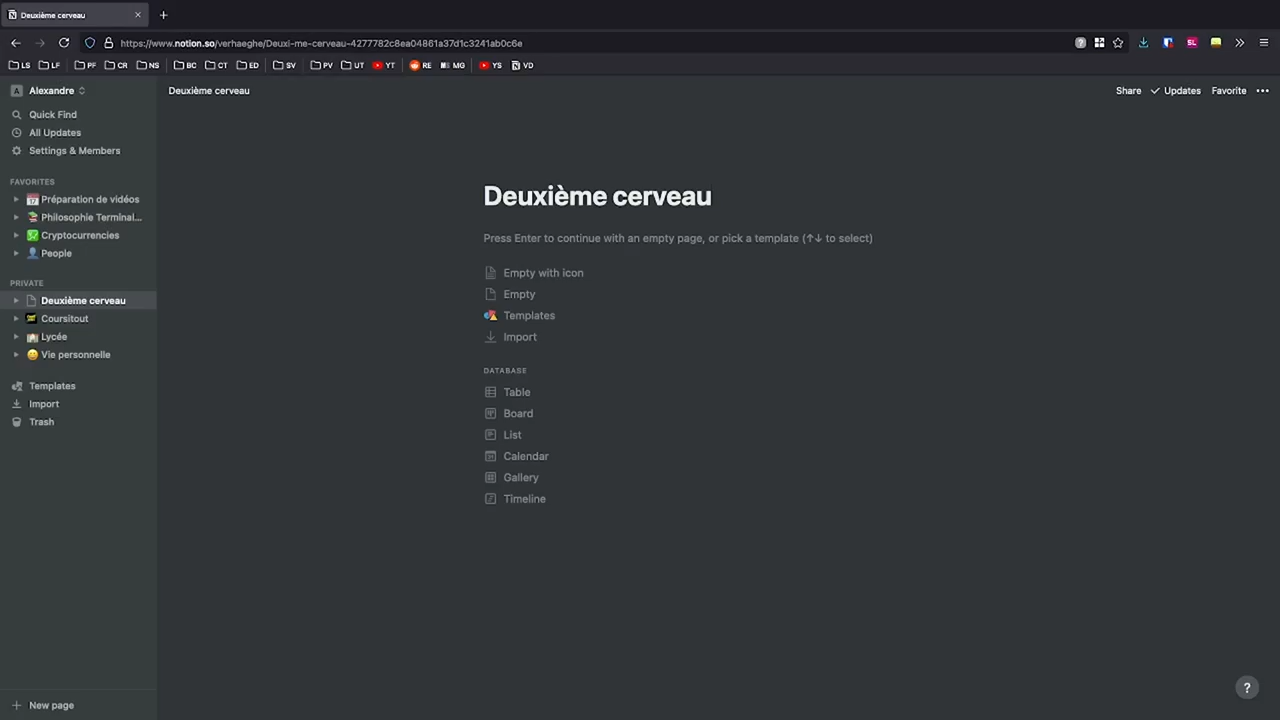 Deuxième cerveau
https://www.notion.so/verhaeghe/Deuxi-me-cerveau-4277782c8ea04861a37d1c3241ab0c6e
LS LF PF CR NS BC CT ED SV PV UT YT RE MG YS VD
A Alexandre
Deuxième cerveau
Share Updates Favorite
Quick Find
All Updates
Settings & Members
FAVORITES
Préparation de vidéos
Philosophie Terminal...
Cryptocurrencies
People
PRIVATE
Deuxième cerveau
Coursitout
Lycée
Vie personnelle
Templates
Import
Trash
New page
Deuxième cerveau
Press Enter to continue with an empty page, or pick a template (↑↓ to select)
Empty with icon
Empty
Templates
Import
DATABASE
Table
Board
List
Calendar
Gallery
Timeline
?